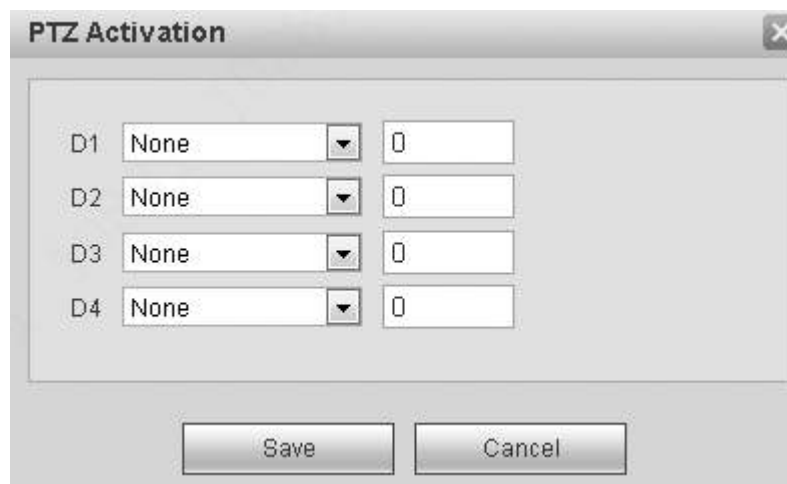 PTZ Activation
D1 None 0
D2 None 0
D3 None 0
D4 None 0
Save Cancel